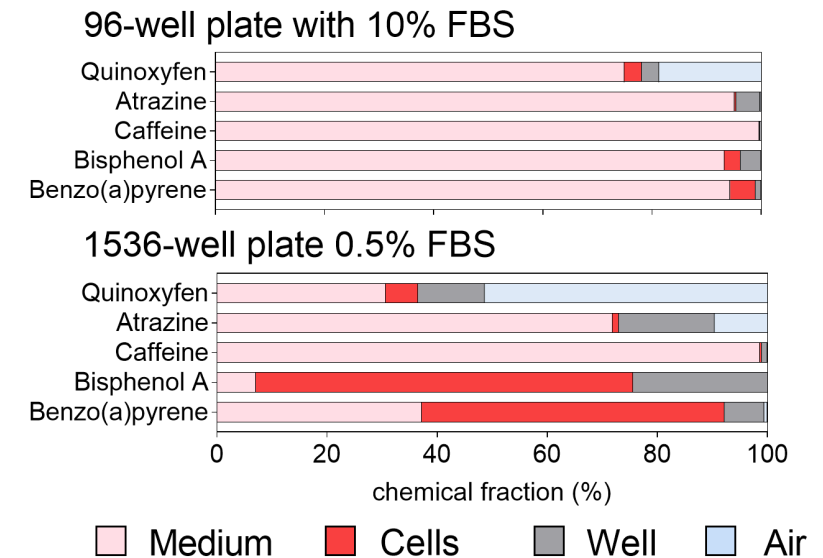 96-well plate with 10% FBS
Quinoxyfen
Atrazine
Caffeine
Bisphenol A
Benzo(a)pyrene
1536-well plate 0.5% FBS
Quinoxyfen
Atrazine
Caffeine
Bisphenol A
Benzo(a)pyrene
0 20 40 60 80 100
chemical fraction (%)
Medium Cells Well Air